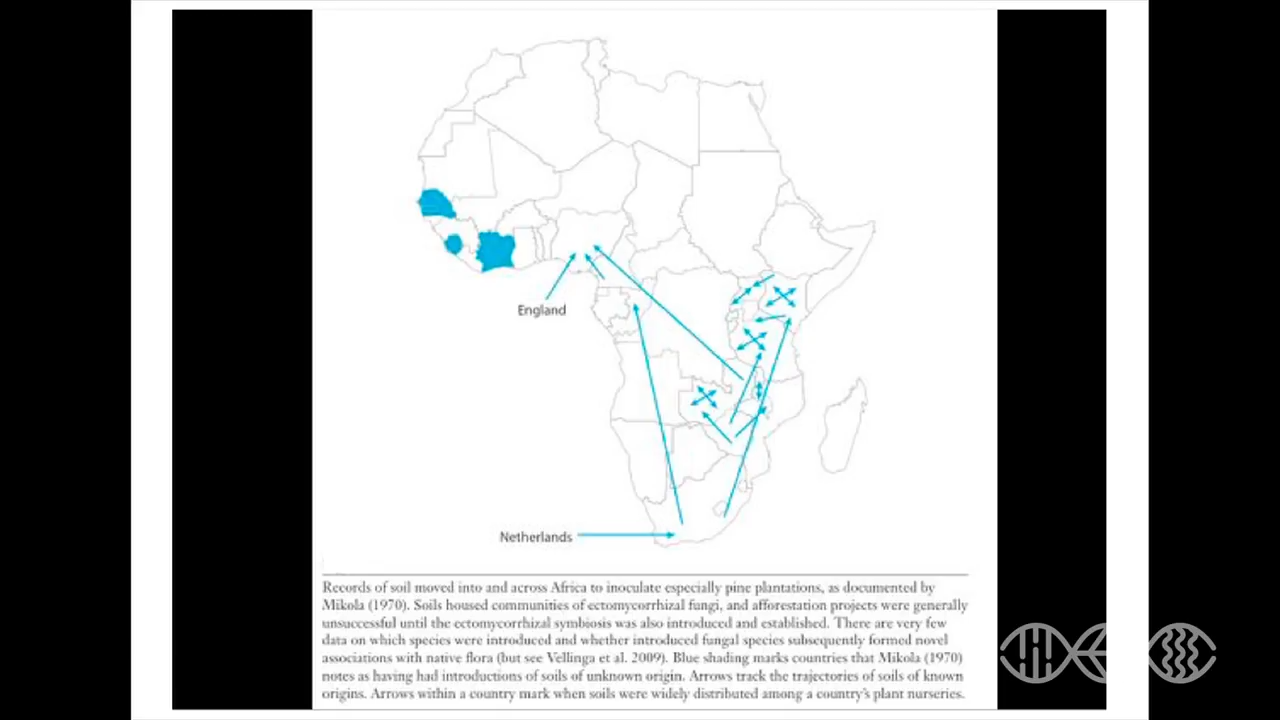 England
Netherlands
Records of soil moved into and across Africa to inoculate especially pine plantations, as documented by
Mikola (1970). Soils housed communities of ectomycorrhizal fungi, and afforestation projects were generally
unsuccessful until the ectomycorrhizal symbiosis was also introduced and established. There are very few
data on which species were introduced and whether introduced fungal species subsequently formed novel
associations with native flora (but see Vellinga et al. 2009). Blue shading marks countries that Mikola (1970)
notes as having had introductions of soils of unknown origin. Arrows track the trajectories of soils of known
origins. Arrows within a country mark when soils were widely distributed among a country's plant nurseries.